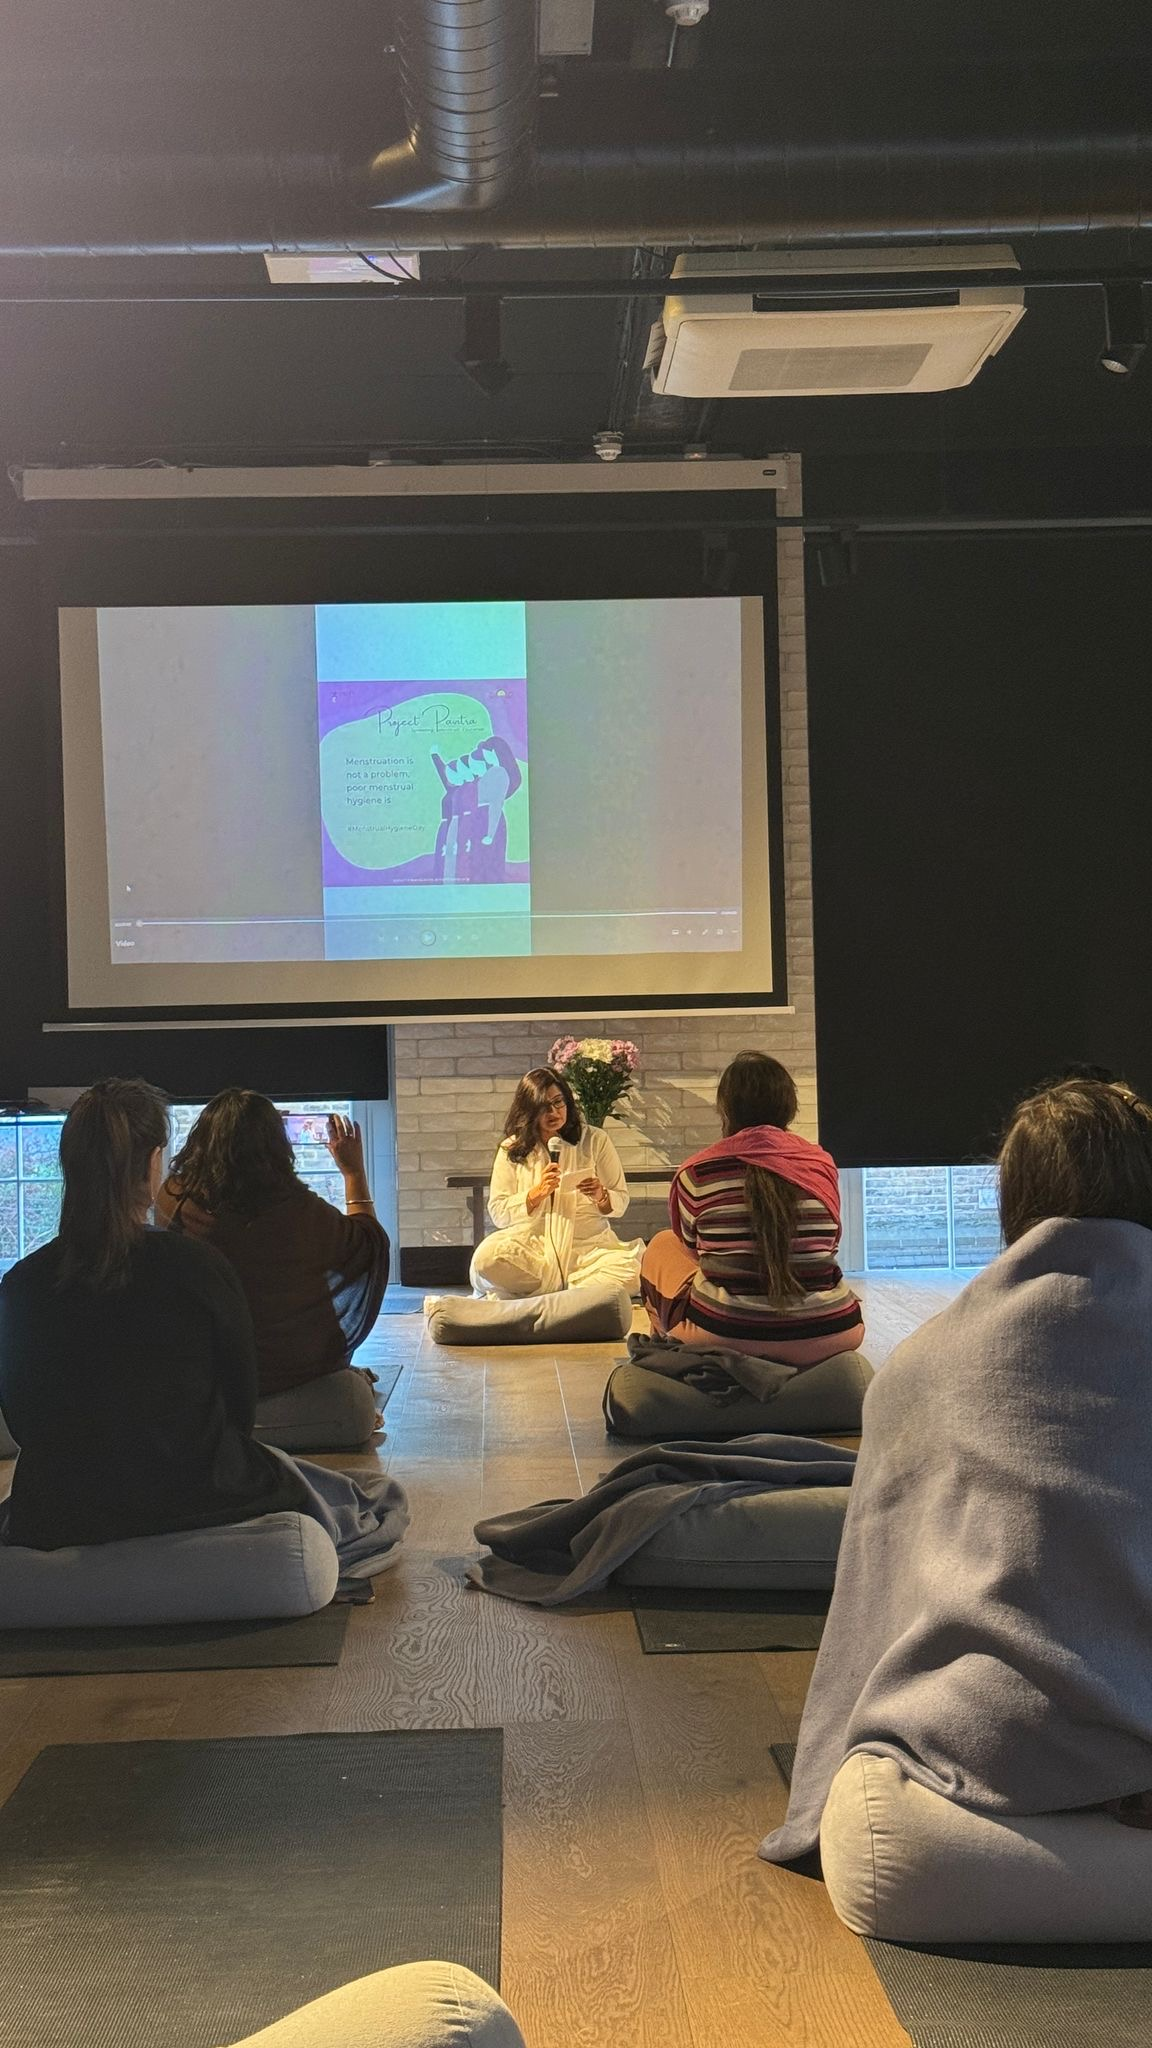 Project Pavitra
Menstruation is
not a problem,
poor menstrual
hygiene is
#MenstrualHygieneDay
Video